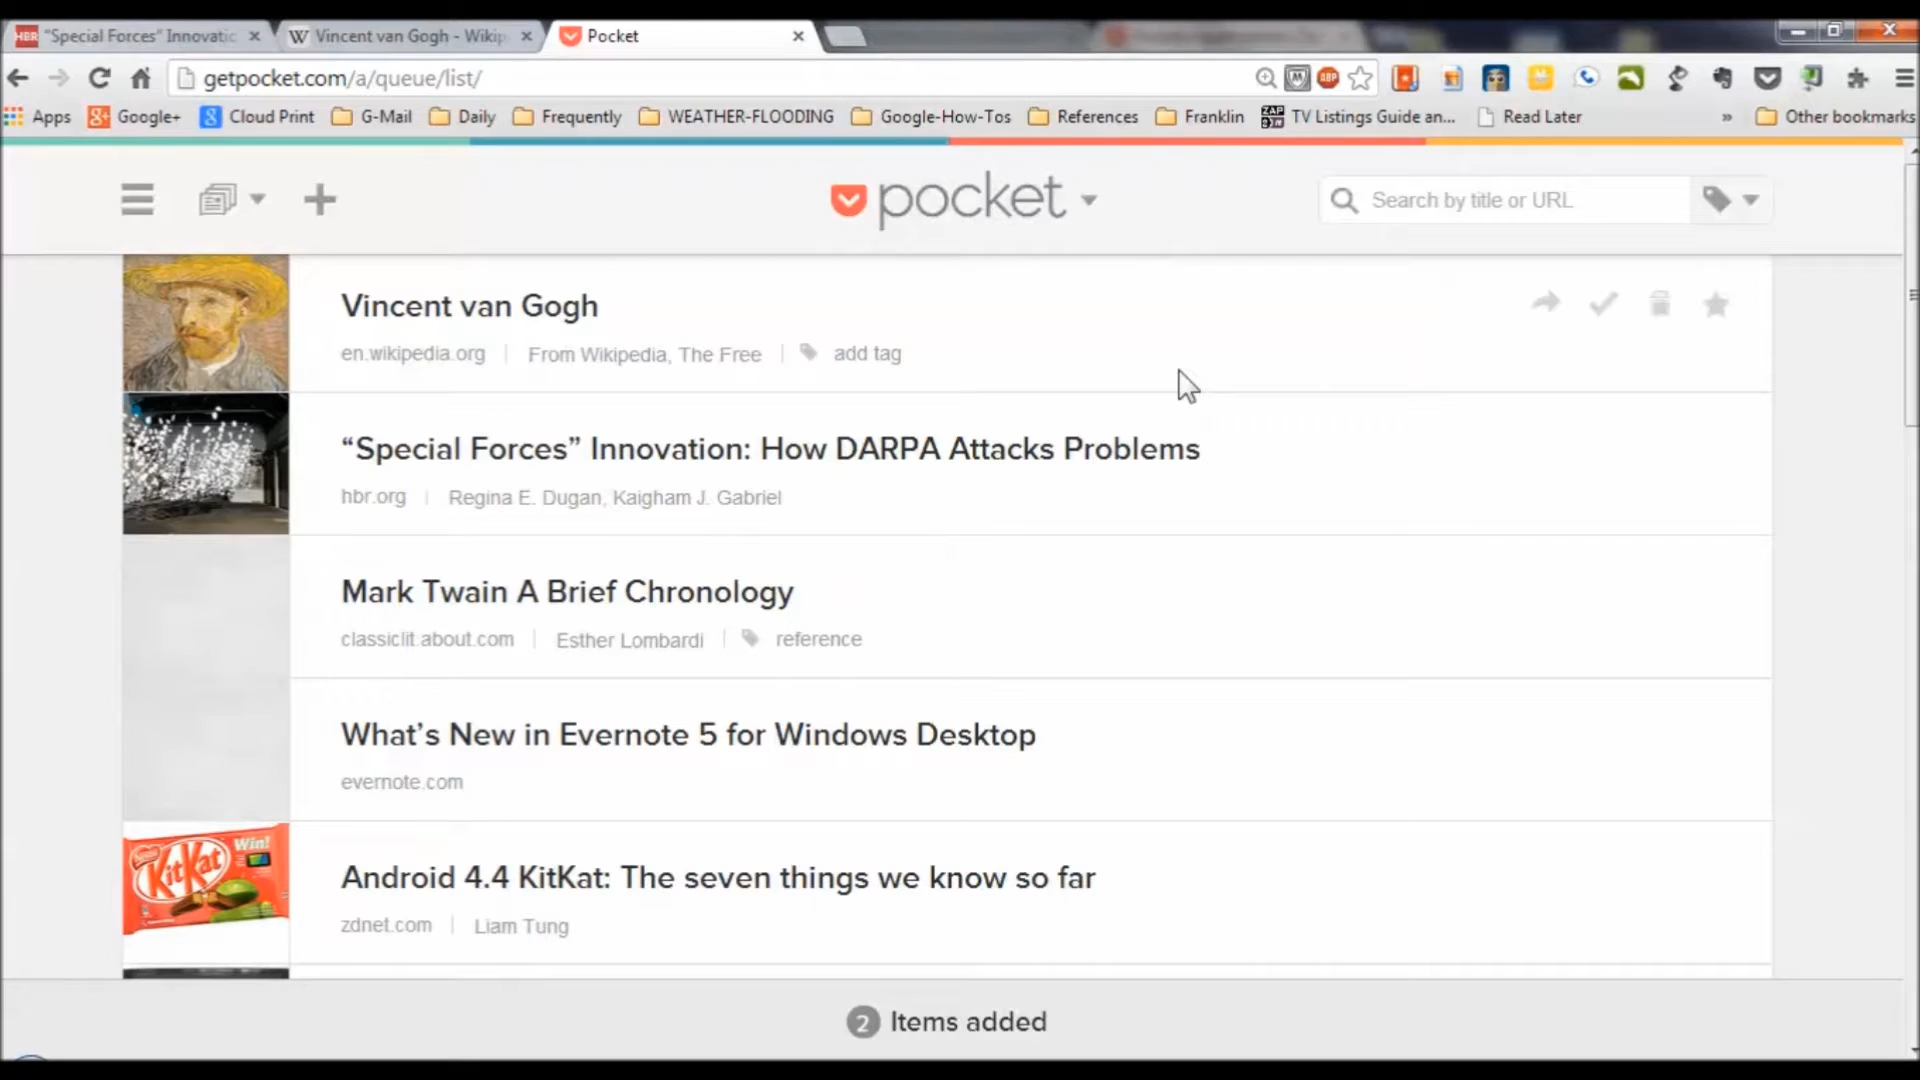 HBR "Special Forces" Innovatic
W Vincent van Gogh - Wikip
Pocket
getpocket.com/a/queue/list/
ABP
Apps
Google+
Cloud Print
G-Mail
Daily
Frequently
WEATHER-FLOODING
Google-How-Tos
References
Franklin
TV Listings Guide an...
Read Later
»
Other bookmarks
pocket
Search by title or URL
Vincent van Gogh
en.wikipedia.org | From Wikipedia, The Free | add tag
“Special Forces” Innovation: How DARPA Attacks Problems
hbr.org | Regina E. Dugan, Kaigham J. Gabriel
Mark Twain A Brief Chronology
classiclit.about.com | Esther Lombardi | reference
What’s New in Evernote 5 for Windows Desktop
evernote.com
KitKat
Win!
Android 4.4 KitKat: The seven things we know so far
zdnet.com | Liam Tung
2 Items added